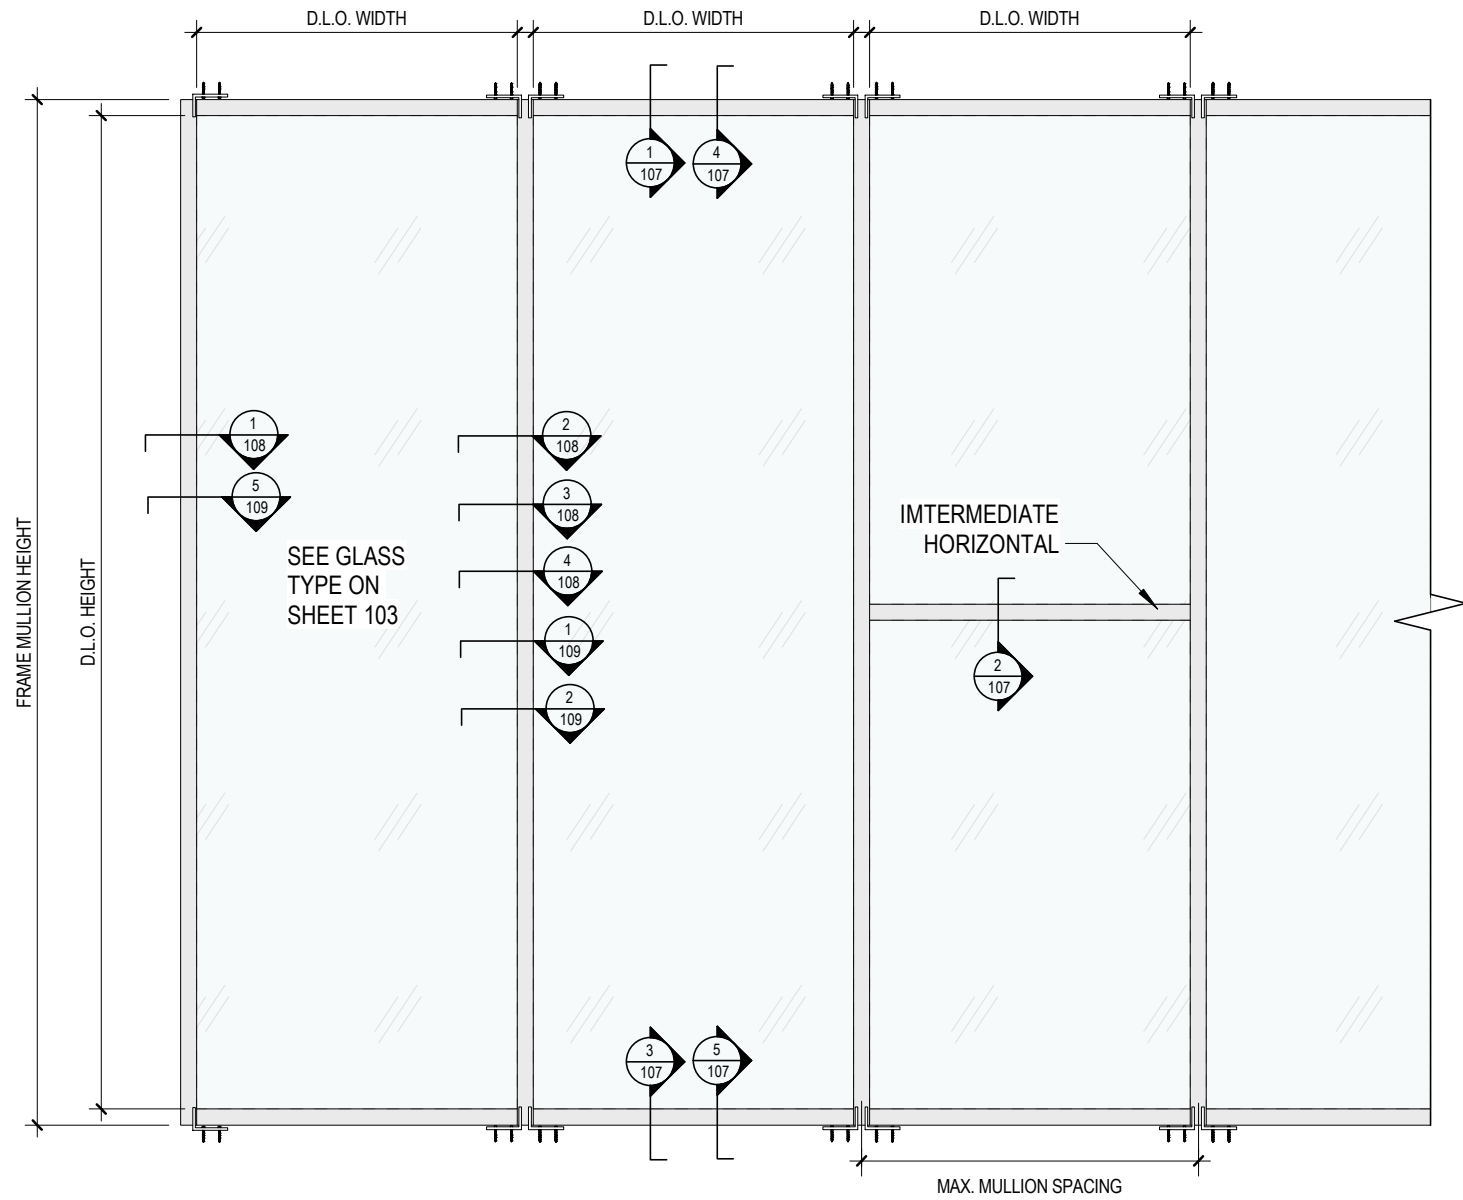 D.L.O. WIDTH
D.L.O. WIDTH
D.L.O. WIDTH
1
107
4
107
1
108
5
109
2
108
3
108
4
108
1
109
2
109
SEE GLASS
TYPE ON
SHEET 103
IMTERMEDIATE
HORIZONTAL
2
107
FRAME MULLION HEIGHT
D.L.O. HEIGHT
3
107
5
107
MAX. MULLION SPACING